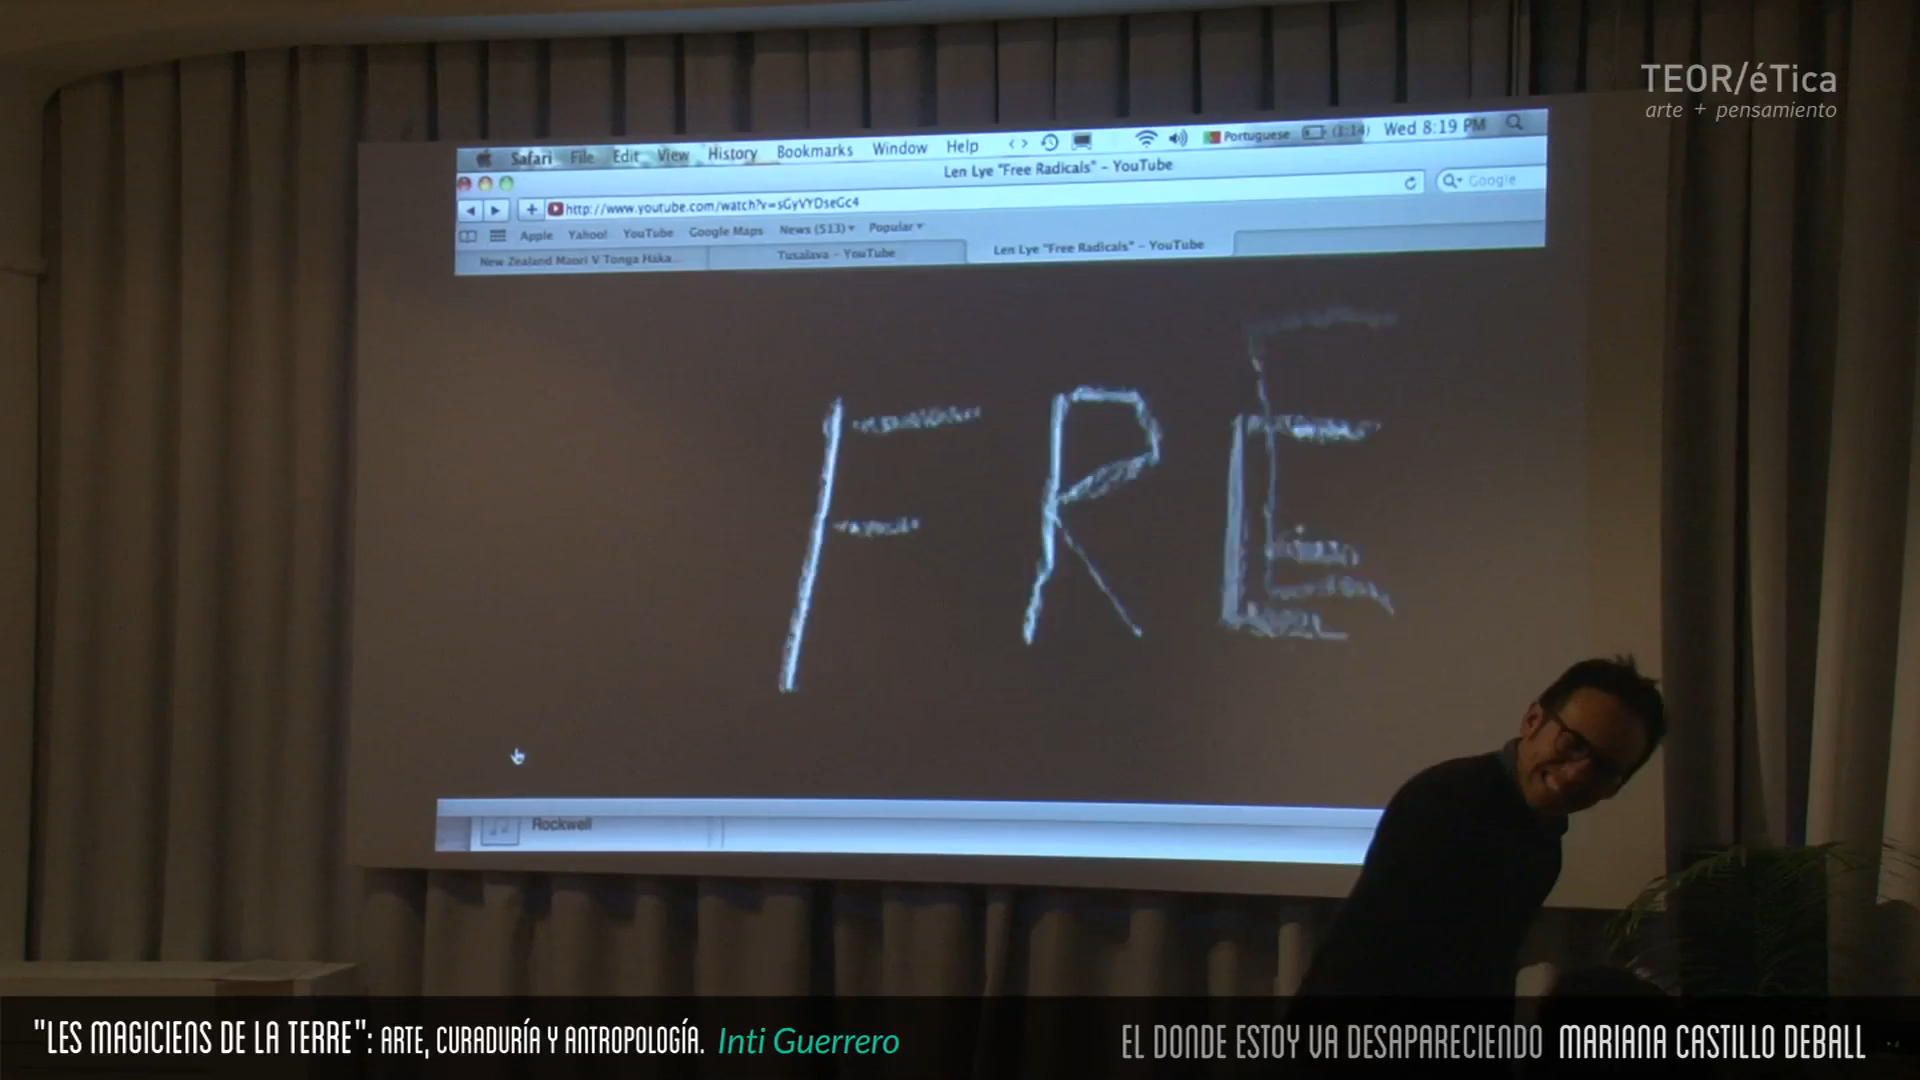 TEOR/éTica
arte + pensamiento
Safari File Edit View History Bookmarks Window Help Portuguese (1:14) Wed 8:19 PM
Len Lye "Free Radicals" - YouTube
http://www.youtube.com/watch?v=sGyVYDseGc4 Google
Apple Yahoo! YouTube Google Maps News (513) Popular
New Zealand Maori V Tonga Haka... Tusalava - YouTube Len Lye "Free Radicals" - YouTube
FRE
Rockwell
"LES MAGICIENS DE LA TERRE": ARTE, CURADURÍA Y ANTROPOLOGÍA. Inti Guerrero
EL DONDE ESTOY VA DESAPARECIENDO MARIANA CASTILLO DEBALL